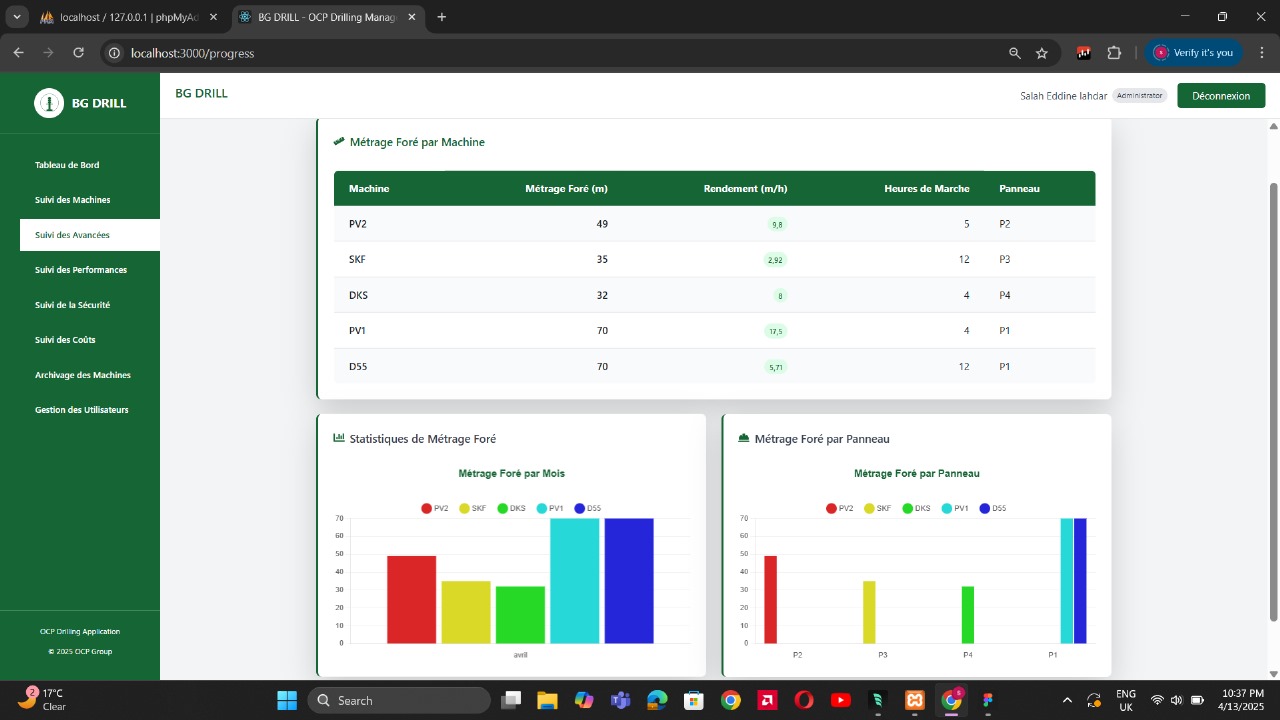 localhost / 127.0.0.1 | phpMyAd
BG DRILL - OCP Drilling Manage
localhost:3000/progress
Verify it's you
BG DRILL
BG DRILL
Salah Eddine lahdar
Administrator
Déconnexion
Tableau de Bord
Suivi des Machines
Suivi des Avancées
Suivi des Performances
Suivi de la Sécurité
Suivi des Coûts
Archivage des Machines
Gestion des Utilisateurs
OCP Drilling Application
© 2025 OCP Group
Métrage Foré par Machine
Machine Métrage Foré (m) Rendement (m/h) Heures de Marche Panneau
PV2 49 9,8 5 P2
SKF 35 2,92 12 P3
DKS 32 8 4 P4
PV1 70 17,5 4 P1
D55 70 5,71 12 P1
Statistiques de Métrage Foré
Métrage Foré par Mois
PV2 SKF DKS PV1 D55
70
60
50
40
30
20
10
0
avril
Métrage Foré par Panneau
Métrage Foré par Panneau
PV2 SKF DKS PV1 D55
70
60
50
40
30
20
10
0
P2 P3 P4 P1
2
17°C
Clear
Search
ENG
UK
10:37 PM
4/13/2025